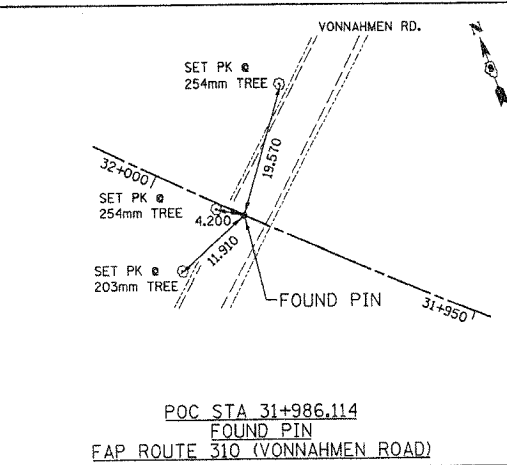 VONNAHMEN RD.
N
SET PK @
254mm TREE
19.570
32+000
SET PK @
254mm TREE
4.200
11.910
SET PK @
203mm TREE
FOUND PIN
31+950
POC STA 31+986.114
FOUND PIN
FAP ROUTE 310 (VONNAHMEN ROAD)